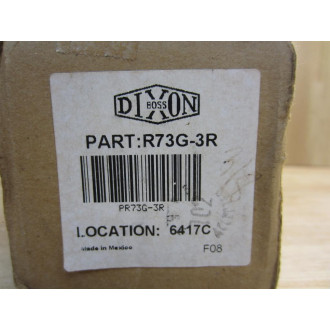 DIXON
BOSS
PART:R73G-3R
PR73G-3R
LOCATION: 6417C
Made in Mexico
F08